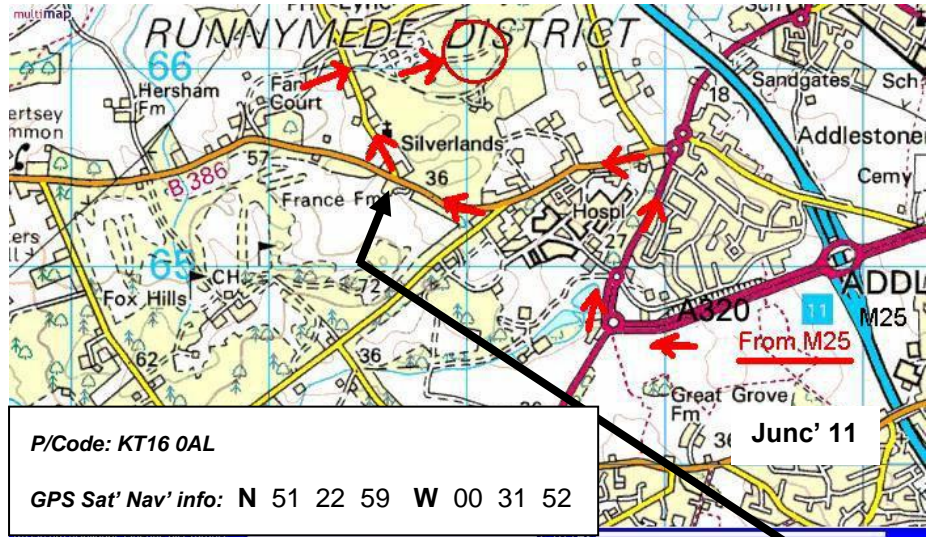 multimap
RUNNYMEDE DISTRICT
66
Hersham
Fm
Fan
Court
18
Sandgates
Sch
ertsey
mmon
Silverlands
Addlestone
Cemy
57
B 386
36
France Fm
Hospl
27
65
CH
Fox Hills
72
A320
11
ADDL
M25
From M25
62
36
Great Grove
Fm
36
Junc' 11
P/Code: KT16 0AL
GPS Sat' Nav' info: N 51 22 59 W 00 31 52